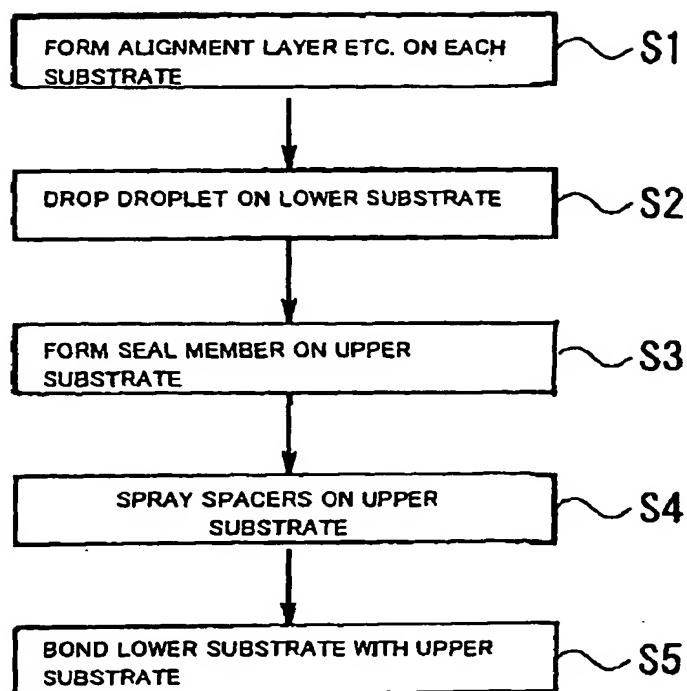 FORM ALIGNMENT LAYER ETC. ON EACH
SUBSTRATE
S1
DROP DROPLET ON LOWER SUBSTRATE
S2
FORM SEAL MEMBER ON UPPER
SUBSTRATE
S3
SPRAY SPACERS ON UPPER
SUBSTRATE
S4
BOND LOWER SUBSTRATE WITH UPPER
SUBSTRATE
S5